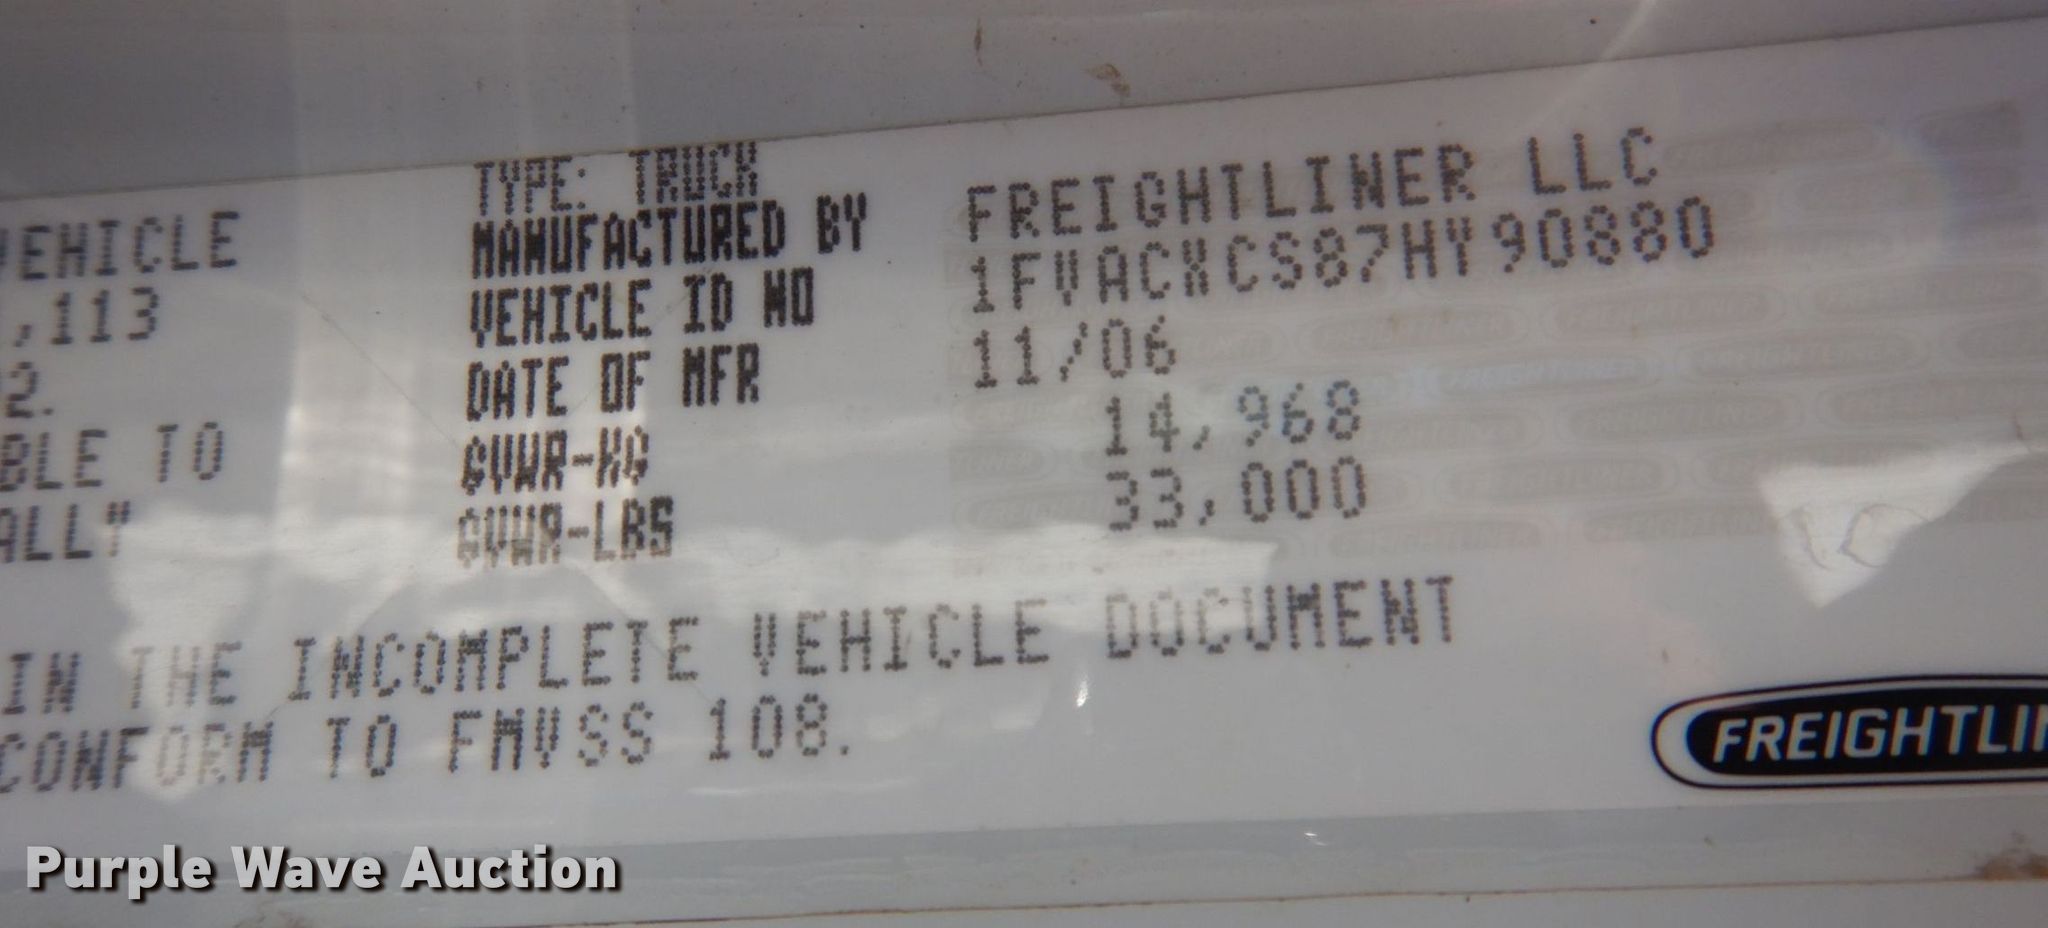 TYPE: TRUCK
VEHICLE MANUFACTURED BY FREIGHTLINER LLC
.113 VEHICLE ID NO 1FVACXCS87HY90880
2. DATE OF MFR 11/06
BLE TO GVWR-KG 14,968
ALL" GVWR-LBS 33,000
IN THE INCOMPLETE VEHICLE DOCUMENT
CONFORM TO FMVSS 108.
FREIGHTLIN
Purple Wave Auction